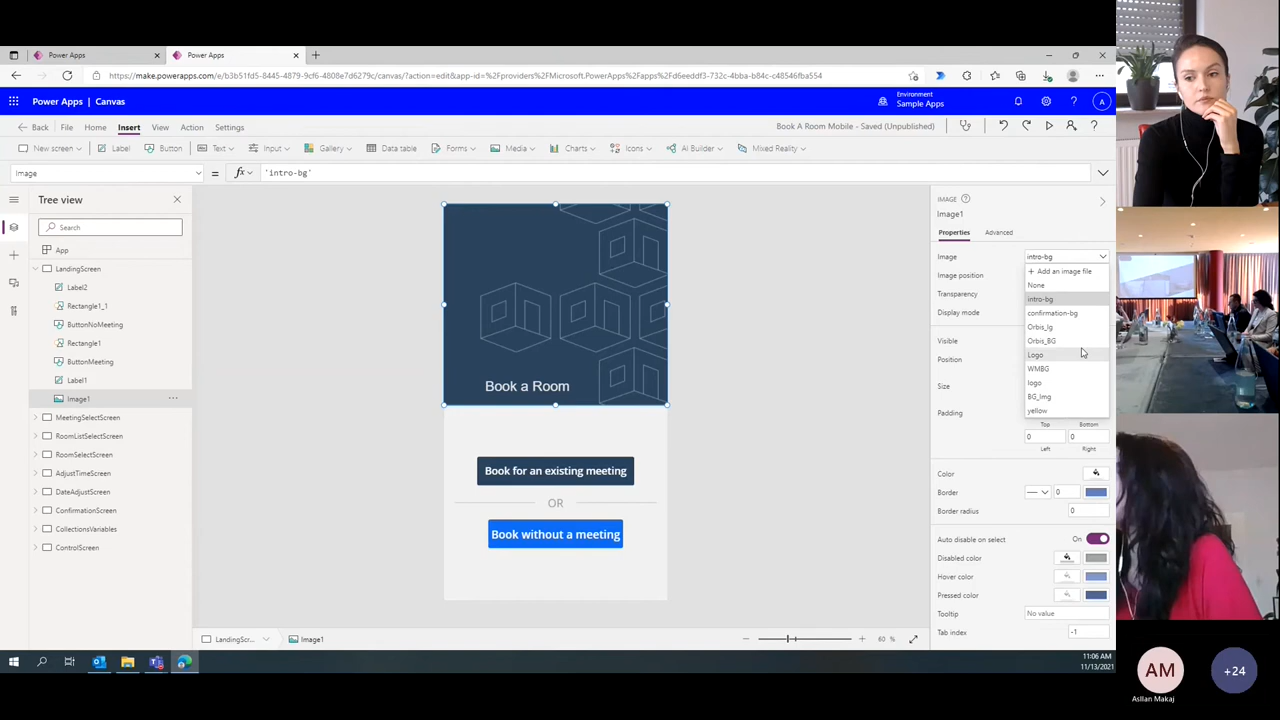 Power Apps
Power Apps
https://make.powerapps.com/e/b3b51fd5-8445-4879-9cf6-4808e7d6279c/canvas/?action=edit&app-id=%2Fproviders%2FMicrosoft.PowerApps%2Fapps%2Fd6eeddf3-732c-4bba-b84c-c48546fba554
Power Apps | Canvas
Environment
Sample Apps
A
Back
File
Home
Insert
View
Action
Settings
Book A Room Mobile - Saved (Unpublished)
New screen
Label
Button
Text
Input
Gallery
Data table
Forms
Media
Charts
Icons
AI Builder
Mixed Reality
Image
=
fx
'intro-bg'
Tree view
Search
App
LandingScreen
Label2
Rectangle1_1
ButtonNoMeeting
Rectangle1
ButtonMeeting
Label1
Image1
MeetingSelectScreen
RoomListSelectScreen
RoomSelectScreen
AdjustTimeScreen
DateAdjustScreen
ConfirmationScreen
CollectionsVariables
ControlScreen
Book a Room
Book for an existing meeting
OR
Book without a meeting
IMAGE
Image1
Properties
Advanced
Image
intro-bg
+ Add an image file
None
intro-bg
confirmation-bg
Orbis_lg
Orbis_BG
Logo
WMBG
logo
BG_Img
yellow
Image position
Transparency
Display mode
Visible
Position
Size
Padding
Top
Bottom
0
0
Left
Right
Color
Border
0
Border radius
0
Auto disable on select
On
Disabled color
Hover color
Pressed color
Tooltip
No value
Tab index
-1
LandingScr...
Image1
60 %
11:06 AM
11/13/2021
AM
+24
Asllan Makaj